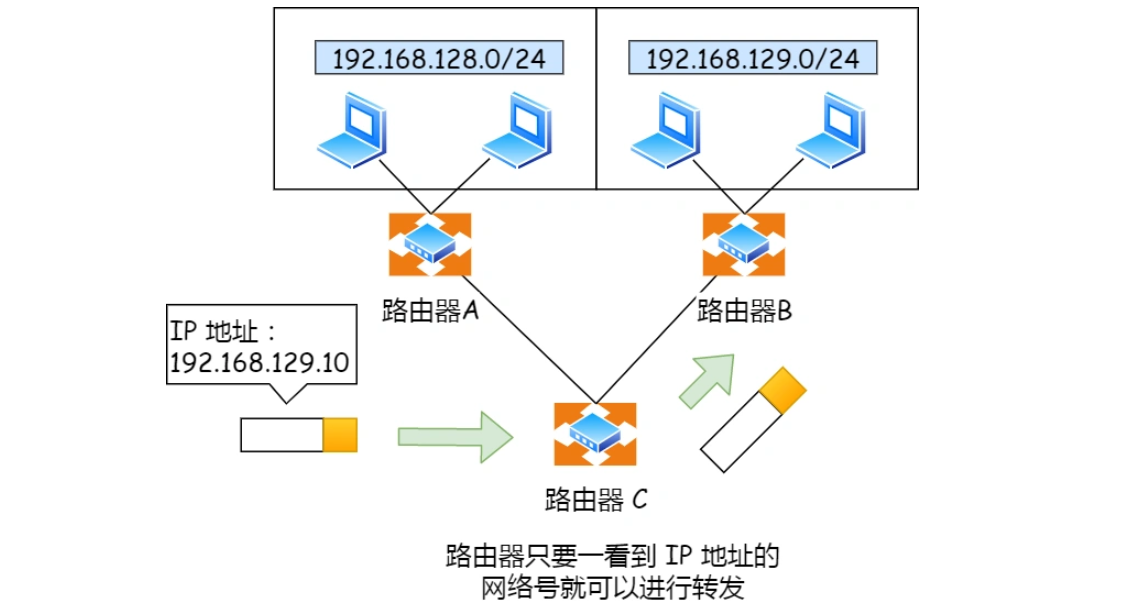 192.168.128.0/24
192.168.129.0/24
路由器A
路由器B
IP 地址：
192.168.129.10
路由器 C
路由器只要一看到 IP 地址的
网络号就可以进行转发